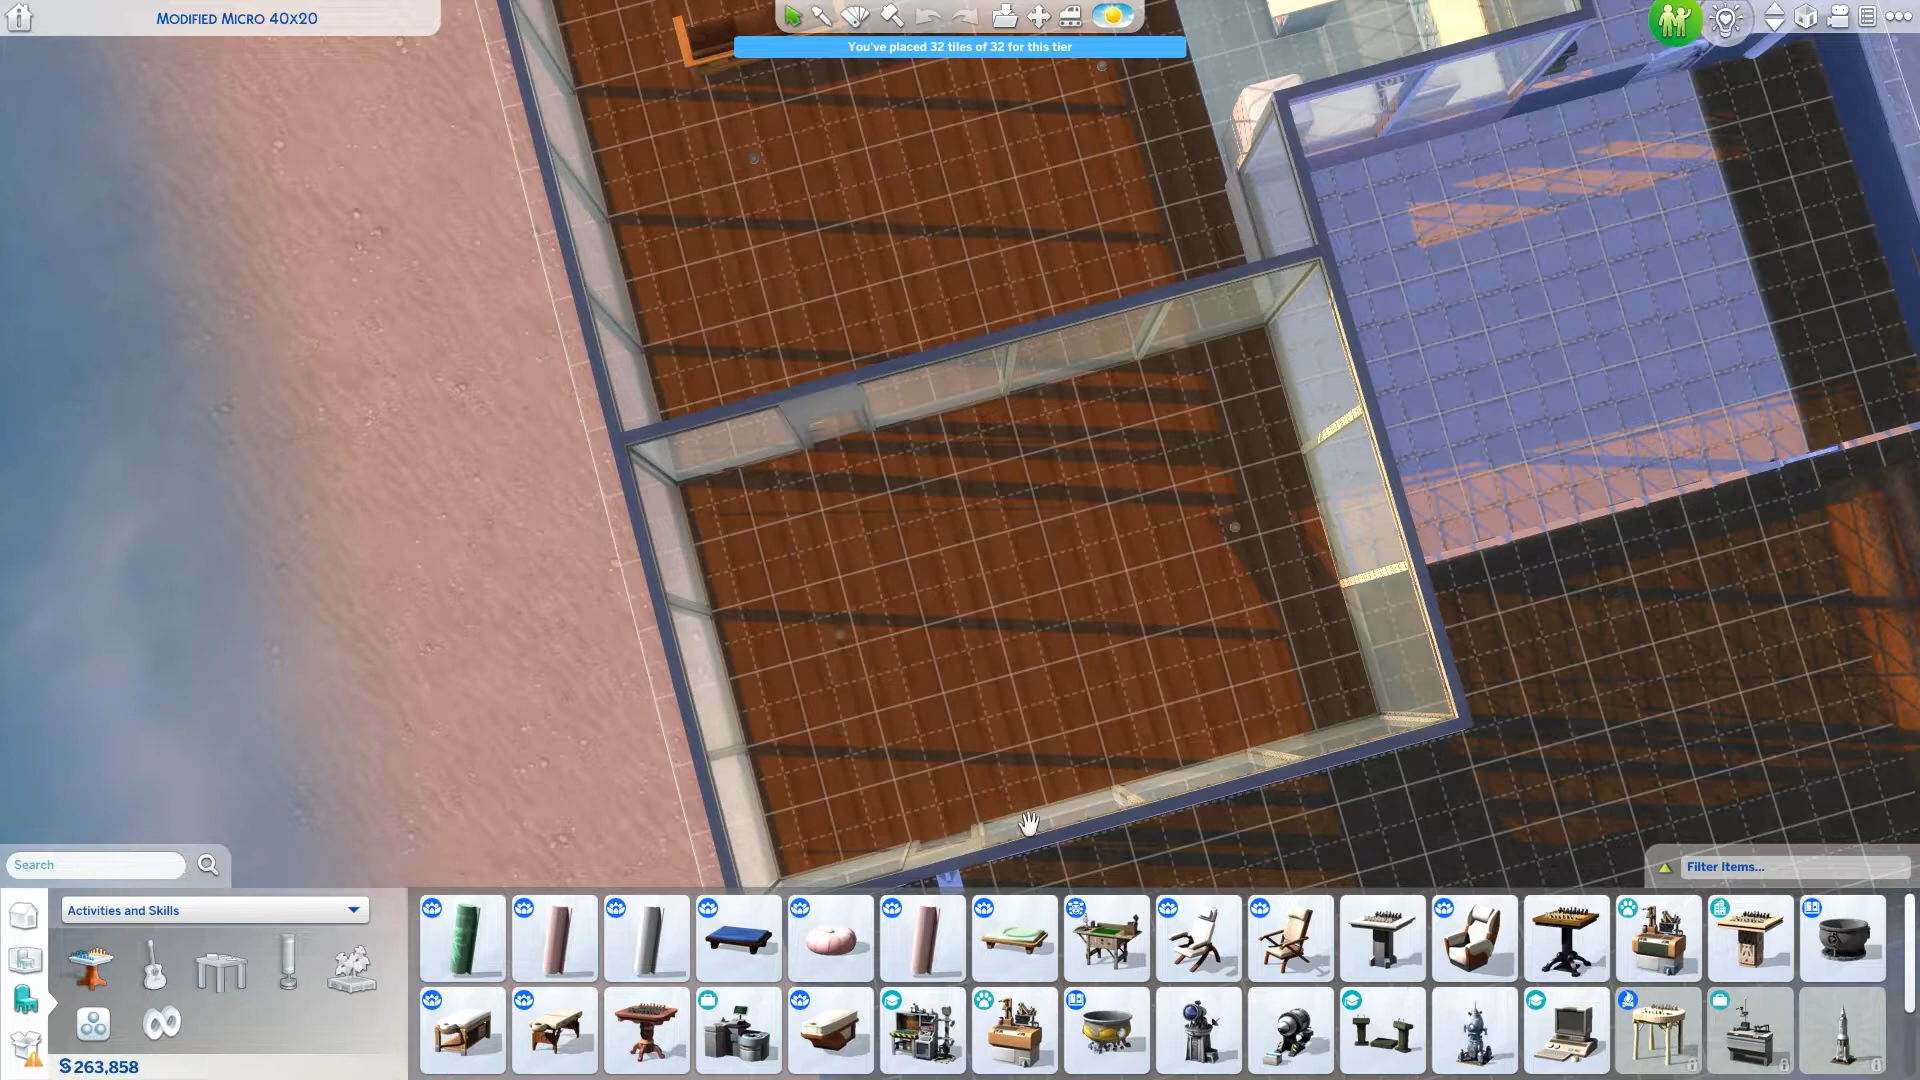 MODIFIED MICRO 40X20
You've placed 32 tiles of 32 for this tier
Search
Filter Items...
Activities and Skills
§263,858